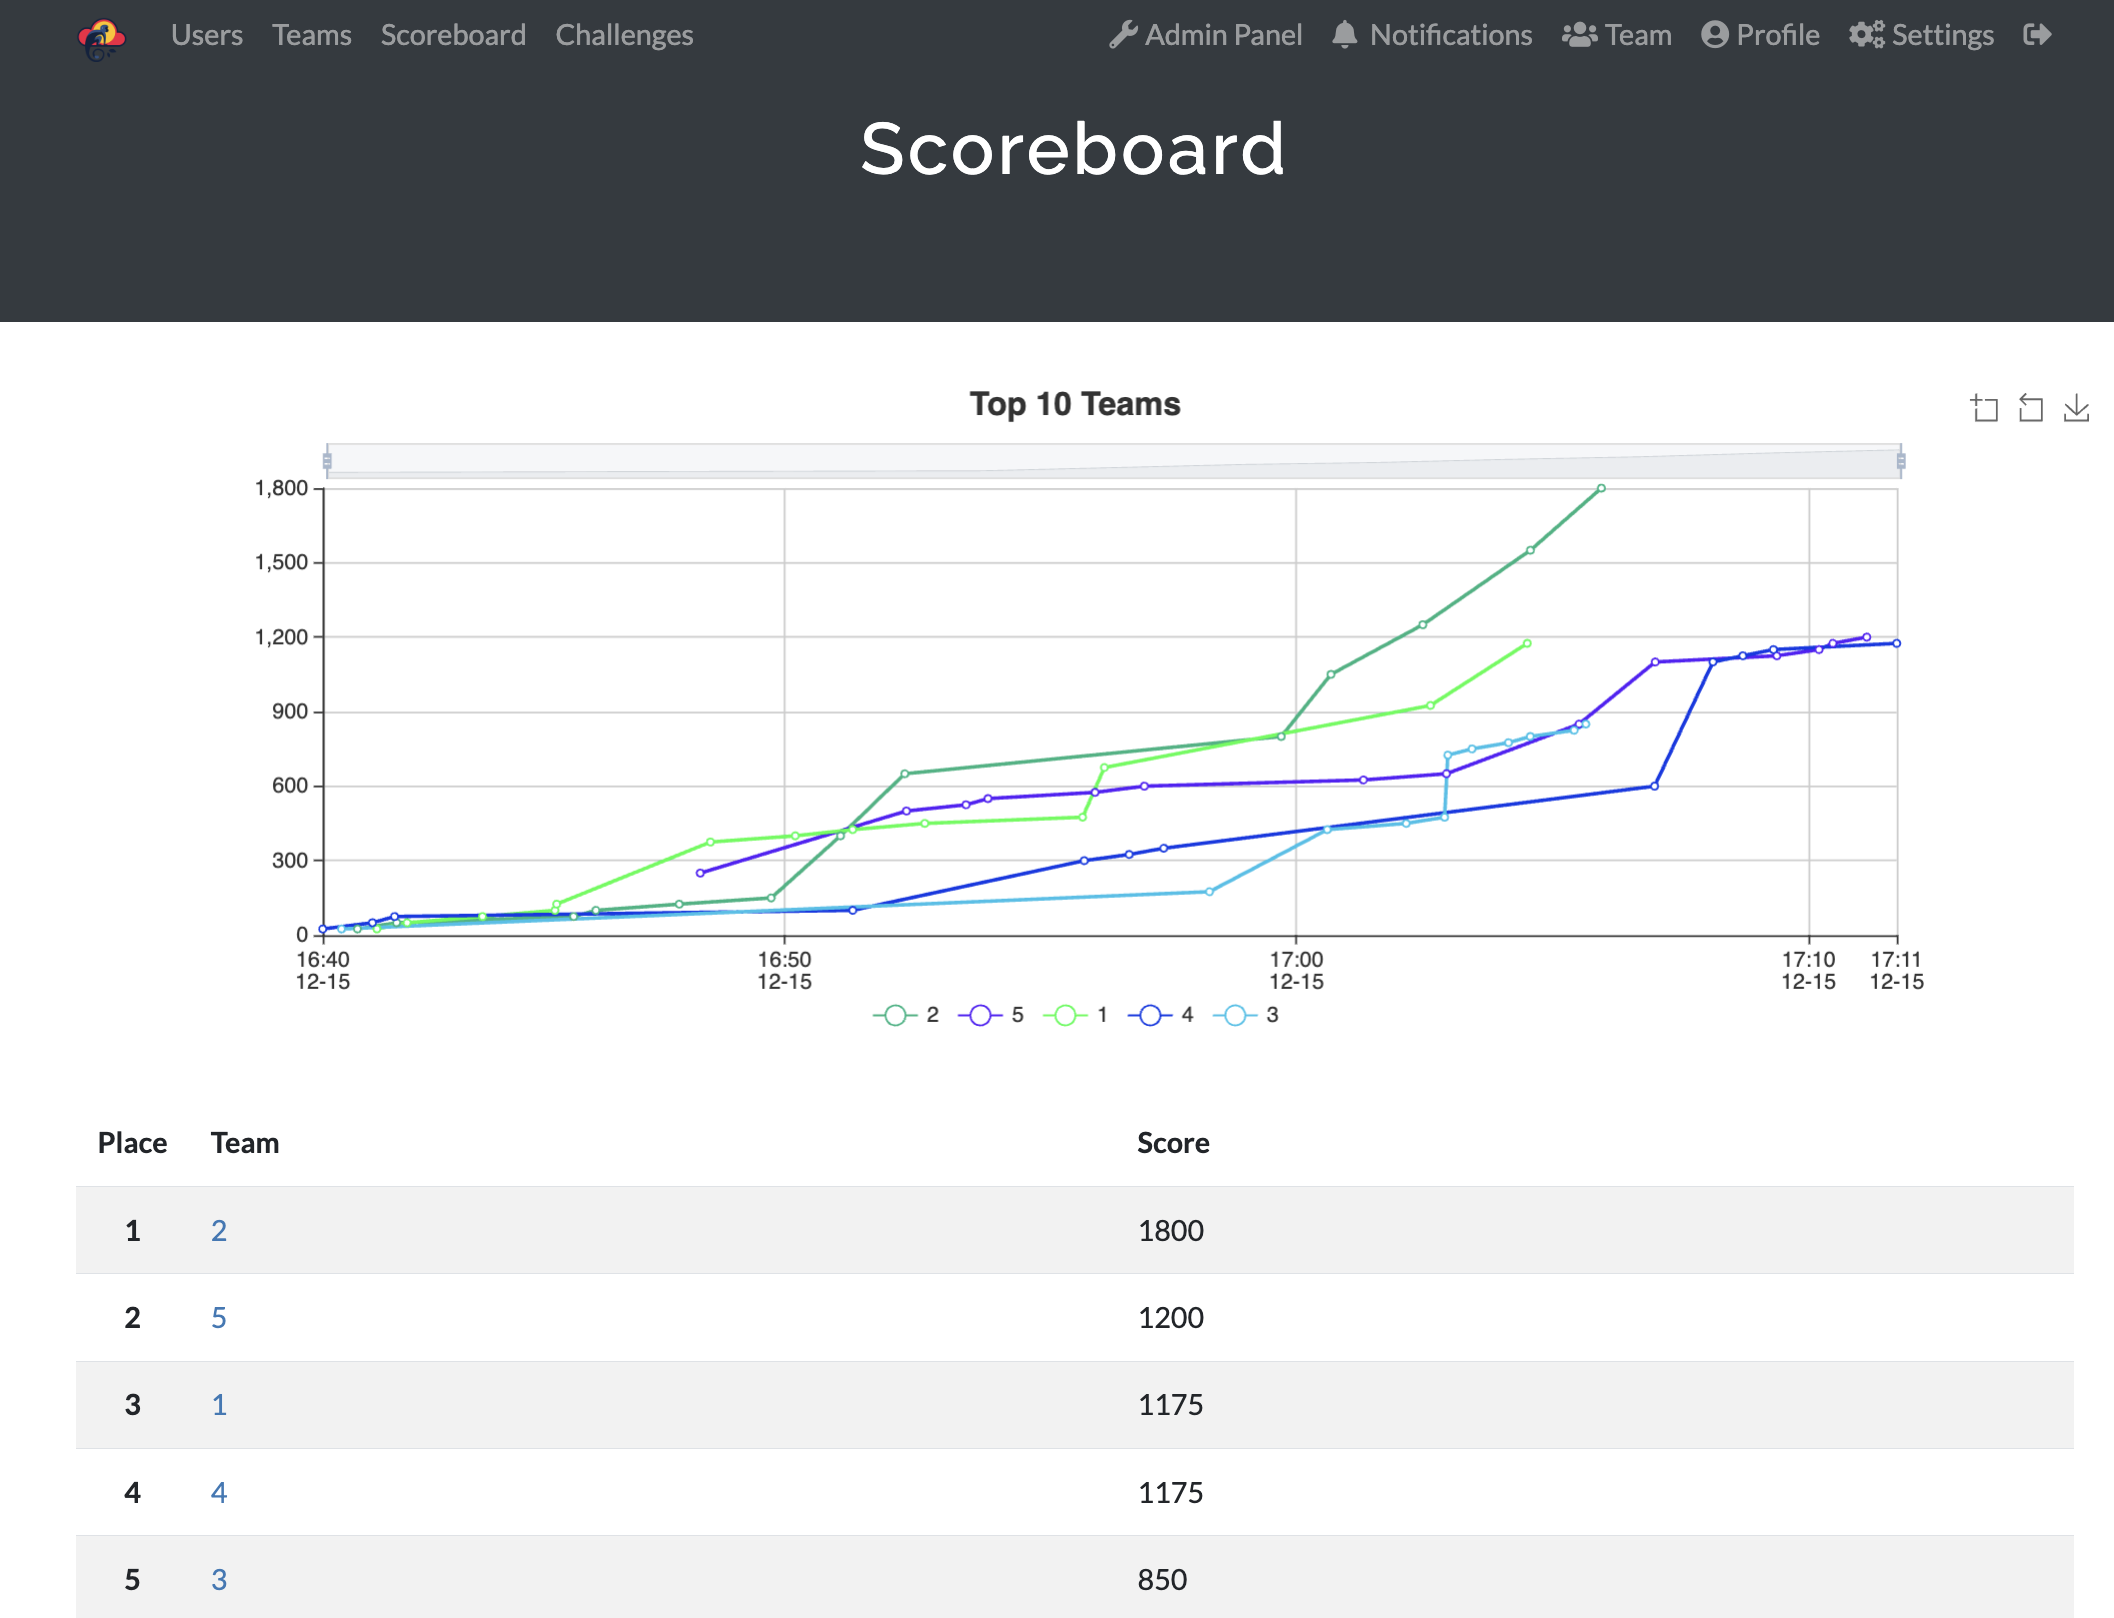 Users Teams Scoreboard Challenges Admin Panel Notifications Team Profile Settings
Scoreboard
Top 10 Teams
1,800
1,500
1,200
900
600
300
0
16:40 16:50 17:00 17:10 17:11
12-15 12-15 12-15 12-15 12-15
2 5 1 4 3
Place Team Score
1 2 1800
2 5 1200
3 1 1175
4 4 1175
5 3 850